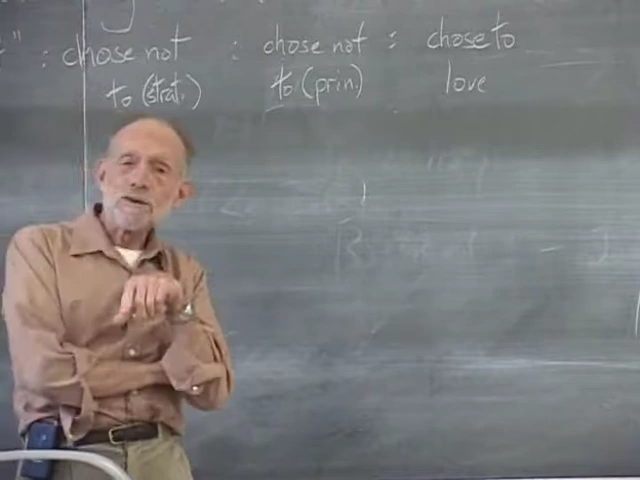 " : chose not : chose not : chose to
to (strat.) to (prin.) love